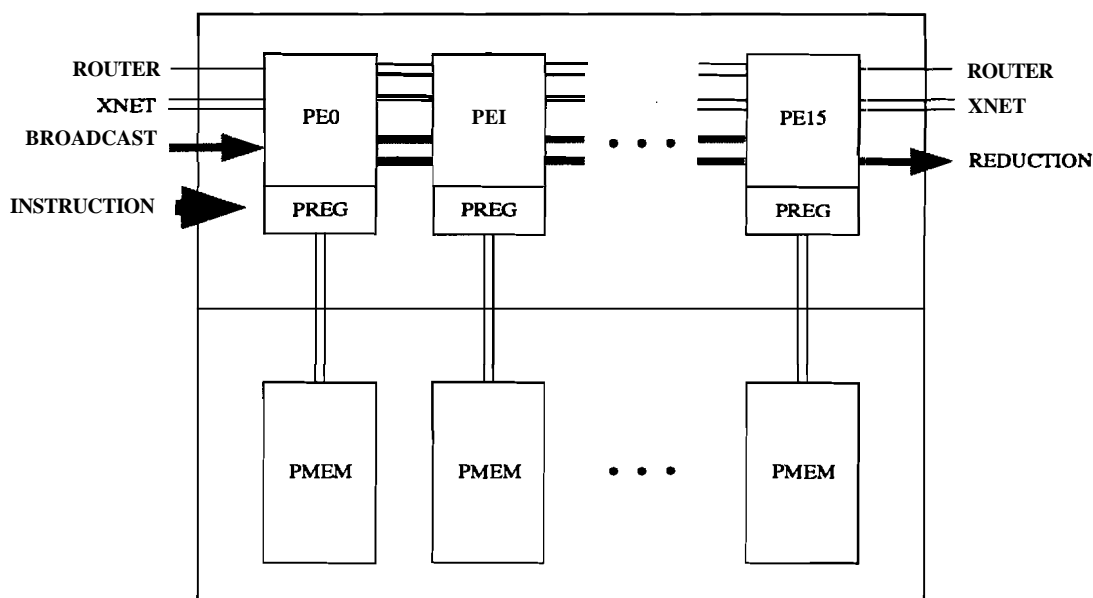 ROUTER
XNET
BROADCAST
INSTRUCTION
PE0
PEI
PE15
PREG
PREG
PREG
ROUTER
XNET
REDUCTION
PMEM
PMEM
PMEM